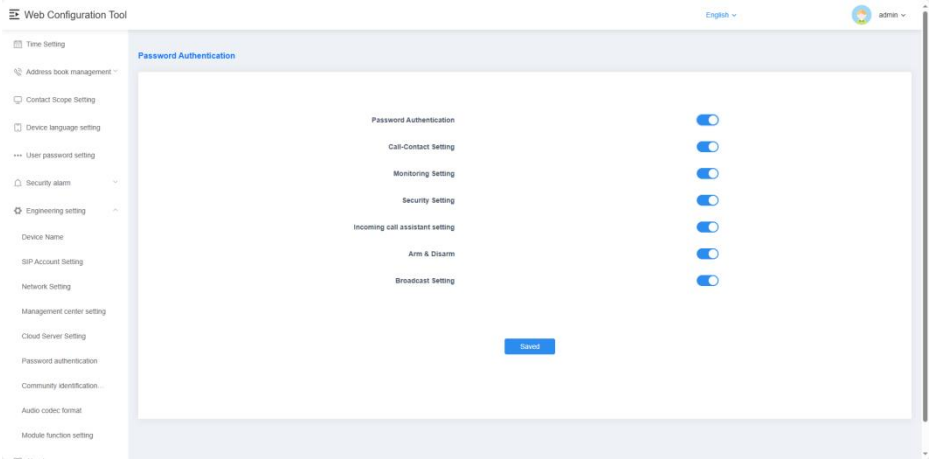 Web Configuration Tool
English
admin
Time Setting
Address book management
Contact Scope Setting
Device language setting
User password setting
Security alarm
Engineering setting
Device Name
SIP Account Setting
Network Setting
Management center setting
Cloud Server Setting
Password authentication
Community identification...
Audio codec format
Module function setting
Password Authentication
Password Authentication
Call-Contact Setting
Monitoring Setting
Security Setting
Incoming call assistant setting
Arm & Disarm
Broadcast Setting
Saved